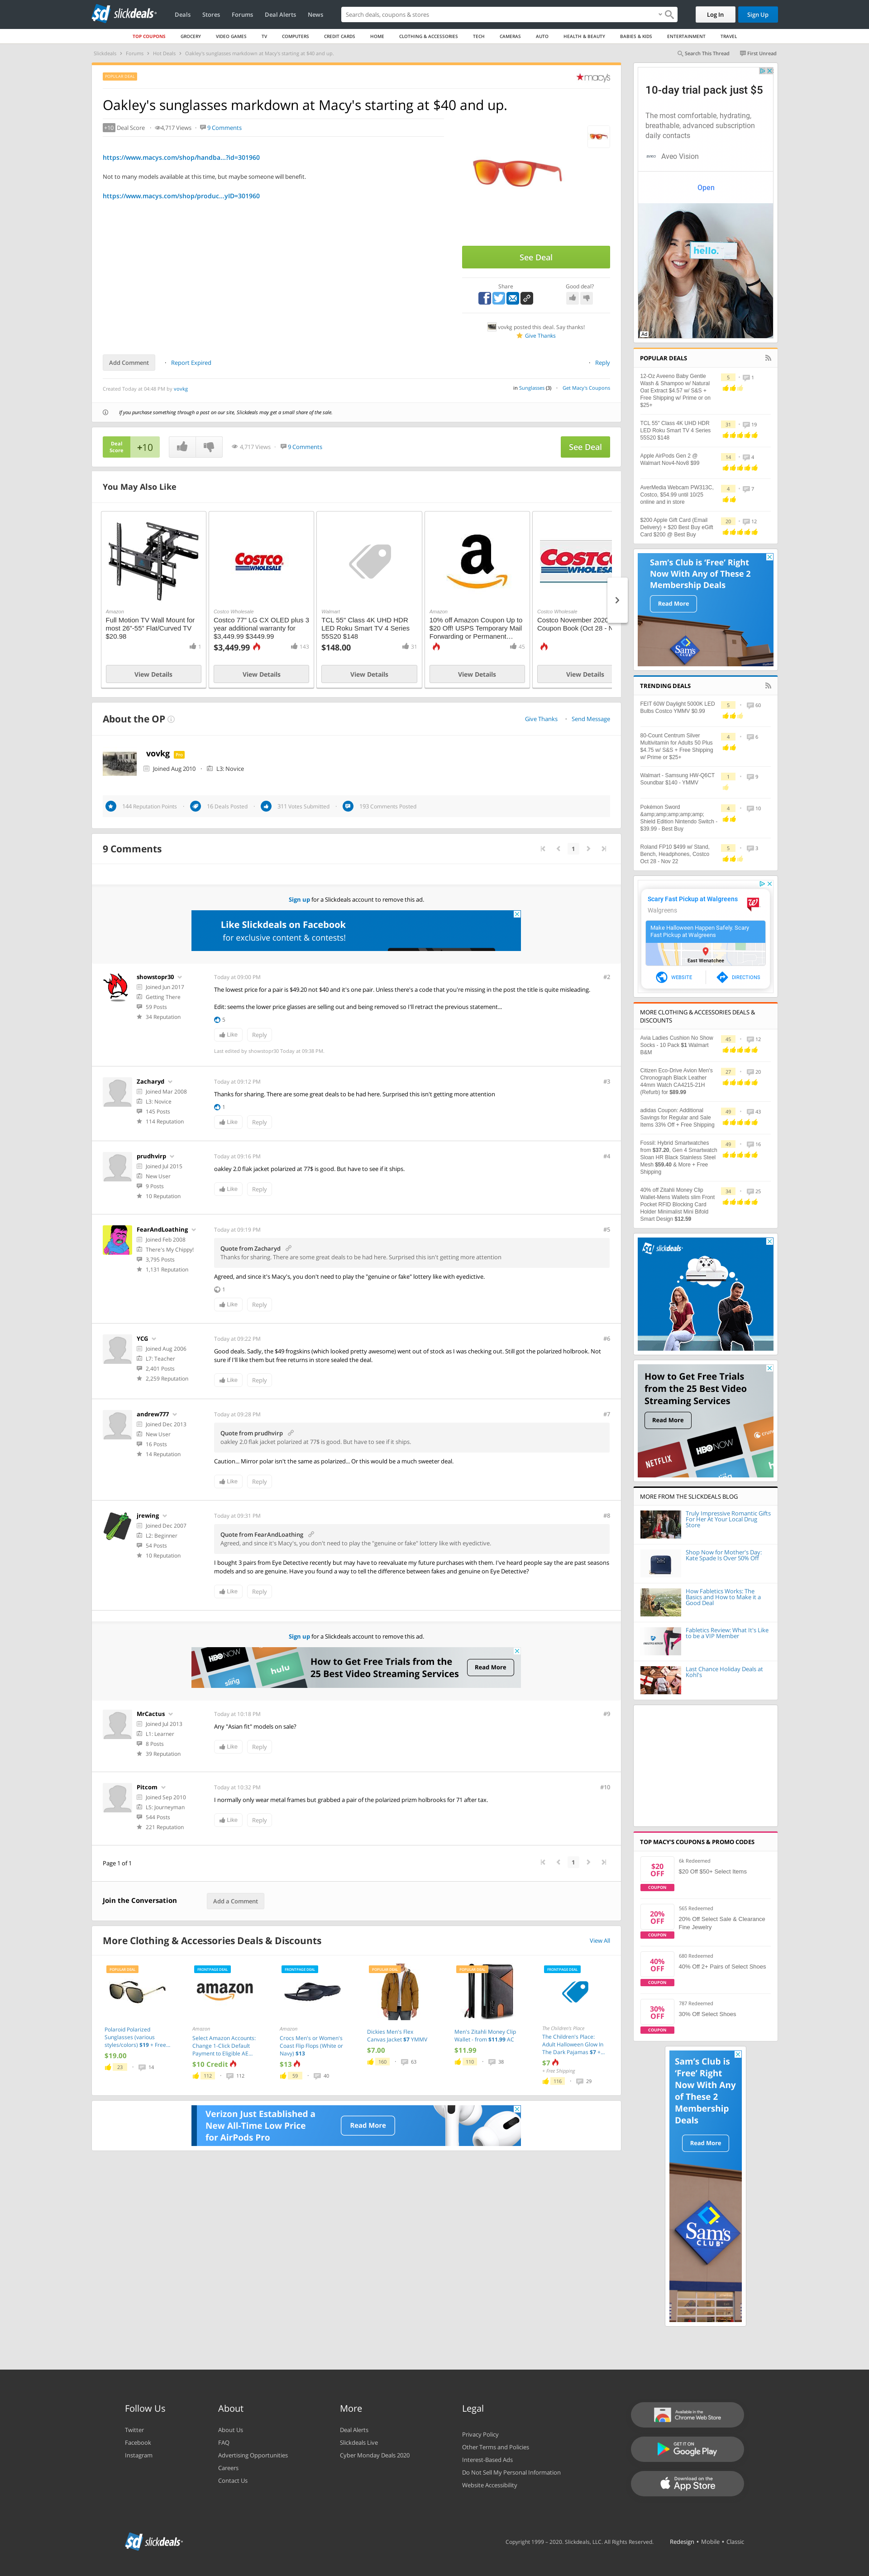 slickdeals
Deals
Stores
Forums
Deal Alerts
News
Search deals, coupons & stores
Log In
Sign Up
TOP COUPONS
GROCERY
VIDEO GAMES
TV
COMPUTERS
CREDIT CARDS
HOME
CLOTHING & ACCESSORIES
TECH
CAMERAS
AUTO
HEALTH & BEAUTY
BABIES & KIDS
ENTERTAINMENT
TRAVEL
Slickdeals > Forums > Hot Deals > Oakley's sunglasses markdown at Macy's starting at $40 and up.
Search This Thread
First Unread
POPULAR DEAL
macys
Oakley's sunglasses markdown at Macy's starting at $40 and up.
+10 Deal Score • 4,717 Views • 9 Comments
https://www.macys.com/shop/handba...?id=301960
Not to many models available at this time, but maybe someone will benefit.
https://www.macys.com/shop/produc...yID=301960
See Deal
Share
Good deal?
vovkg posted this deal. Say thanks!
Give Thanks
Add Comment
Report Expired
Reply
Created Today at 04:48 PM by vovkg
in Sunglasses (3) • Get Macy's Coupons
If you purchase something through a post on our site, Slickdeals may get a small share of the sale.
Deal Score
+10
4,717 Views • 9 Comments
See Deal
You May Also Like
Amazon
Full Motion TV Wall Mount for most 26"-55" Flat/Curved TV $20.98
1
View Details
COSTCO WHOLESALE
Costco Wholesale
Costco 77" LG CX OLED plus 3 year additional warranty for $3,449.99 $3449.99
$3,449.99
143
View Details
Walmart
TCL 55" Class 4K UHD HDR LED Roku Smart TV 4 Series 55S20 $148
$148.00
31
View Details
Amazon
10% off Amazon Coupon Up to $20 Off! USPS Temporary Mail Forwarding or Permanent...
45
View Details
Costco Wholesale
Costco November 2020
Coupon Book (Oct 28 - N
View Details
About the OP
Give Thanks • Send Message
vovkg
Joined Aug 2010 • L3: Novice
144 Reputation Points
16 Deals Posted
311 Votes Submitted
193 Comments Posted
9 Comments
1
Sign up for a Slickdeals account to remove this ad.
Like Slickdeals on Facebook
for exclusive content & contests!
showstopr30
Joined Jun 2017
Getting There
59 Posts
34 Reputation
Today at 09:00 PM
#2
The lowest price for a pair is $49.20 not $40 and it's one pair. Unless there's a code that you're missing in the post the title is quite misleading.
Edit: seems the lower price glasses are selling out and being removed so I'll retract the previous statement...
5
Like
Reply
Last edited by showstopr30 Today at 09:38 PM.
Zacharyd
Joined Mar 2008
L3: Novice
145 Posts
114 Reputation
Today at 09:12 PM
#3
Thanks for sharing. There are some great deals to be had here. Surprised this isn't getting more attention
1
Like
Reply
prudhvirp
Joined Jul 2015
New User
9 Posts
10 Reputation
Today at 09:16 PM
#4
oakley 2.0 flak jacket polarized at 77$ is good. But have to see if it ships.
Like
Reply
FearAndLoathing
Joined Feb 2008
There's My Chippy!
3,795 Posts
1,131 Reputation
Today at 09:19 PM
#5
Quote from Zacharyd
Thanks for sharing. There are some great deals to be had here. Surprised this isn't getting more attention
Agreed, and since it's Macy's, you don't need to play the "genuine or fake" lottery like with eyedictive.
1
Like
Reply
YCG
Joined Aug 2006
L7: Teacher
2,401 Posts
2,259 Reputation
Today at 09:22 PM
#6
Good deals. Sadly, the $49 frogskins (which looked pretty awesome) went out of stock as I was checking out. Still got the polarized holbrook. Not sure if I'll like them but free returns in store sealed the deal.
Like
Reply
andrew777
Joined Dec 2013
New User
16 Posts
14 Reputation
Today at 09:28 PM
#7
Quote from prudhvirp
oakley 2.0 flak jacket polarized at 77$ is good. But have to see if it ships.
Caution... Mirror polar isn't the same as polarized... Or this would be a much sweeter deal.
Like
Reply
jrewing
Joined Dec 2007
L2: Beginner
54 Posts
10 Reputation
Today at 09:31 PM
#8
Quote from FearAndLoathing
Agreed, and since it's Macy's, you don't need to play the "genuine or fake" lottery like with eyedictive.
I bought 3 pairs from Eye Detective recently but may have to reevaluate my future purchases with them. I've heard people say the are past seasons models and so are genuine. Have you found a way to tell the difference between fakes and genuine on Eye Detective?
Like
Reply
Sign up for a Slickdeals account to remove this ad.
HBO NOW
sling
hulu
How to Get Free Trials from the 25 Best Video Streaming Services
Read More
MrCactus
Joined Jul 2013
L1: Learner
8 Posts
39 Reputation
Today at 10:18 PM
#9
Any "Asian fit" models on sale?
Like
Reply
Pitcom
Joined Sep 2010
L5: Journeyman
544 Posts
221 Reputation
Today at 10:32 PM
#10
I normally only wear metal frames but grabbed a pair of the polarized prizm holbrooks for 71 after tax.
Like
Reply
Page 1 of 1
1
Join the Conversation
Add a Comment
More Clothing & Accessories Deals & Discounts
View All
POPULAR DEAL
Polaroid Polarized Sunglasses (various styles/colors) $19 + Free...
$19.00
23 14
FRONTPAGE DEAL
amazon
Amazon
Select Amazon Accounts: Change 1-Click Default Payment to Eligible AE...
$10 Credit
112 112
FRONTPAGE DEAL
Amazon
Crocs Men's or Women's Coast Flip Flops (White or Navy) $13
$13
39 40
POPULAR DEAL
Dickies Men's Flex Canvas Jacket $7 YMMV
$7.00
160 63
POPULAR DEAL
Men's Zitahli Money Clip Wallet - from $11.99 AC
$11.99
110 36
FRONTPAGE DEAL
The Children's Place
The Children's Place: Adult Halloween Glow In The Dark Pajamas $7 +...
$7
+ Free Shipping
116 29
Verizon Just Established a New All-Time Low Price for AirPods Pro
Read More
10-day trial pack just $5
The most comfortable, hydrating, breathable, advanced subscription daily contacts
Aveo Vision
Open
hello.
Ad
POPULAR DEALS
12-Oz Aveeno Baby Gentle Wash & Shampoo w/ Natural Oat Extract $4.57 w/ S&S + Free Shipping w/ Prime or on $25+
5 1
TCL 55" Class 4K UHD HDR LED Roku Smart TV 4 Series 55S20 $148
31 19
Apple AirPods Gen 2 @ Walmart Nov4-Nov8 $99
14 4
AverMedia Webcam PW313C, Costco, $54.99 until 10/25 online and in store
4 7
$200 Apple Gift Card (Email Delivery) + $20 Best Buy eGift Card $200 @ Best Buy
20 12
Sam's Club is 'Free' Right Now With Any of These 2 Membership Deals
Read More
Sam's
TRENDING DEALS
FEIT 60W Daylight 5000K LED Bulbs Costco YMMV $0.99
5 60
80-Count Centrum Silver Multivitamin for Adults 50 Plus $4.75 w/ S&S + Free Shipping w/ Prime or $25+
4 6
Walmart - Samsung HW-Q6CT Soundbar $140 - YMMV
1 9
Pokémon Sword &amp;amp;amp;amp;amp; Shield Edition Nintendo Switch - $39.99 - Best Buy
4 10
Roland FP10 $499 w/ Stand, Bench, Headphones, Costco Oct 28 - Nov 22
5 3
Scary Fast Pickup at Walgreens
Walgreens
Make Halloween Happen Safely. Scary Fast Pickup at Walgreens
East Wenatchee
WEBSITE
DIRECTIONS
MORE CLOTHING & ACCESSORIES DEALS & DISCOUNTS
Avia Ladies Cushion No Show Socks - 10 Pack $1 Walmart B&M
45 12
Citizen Eco-Drive Avion Men's Chronograph Black Leather 44mm Watch CA4215-21H (Refurb) for $89.99
27 20
adidas Coupon: Additional Savings for Regular and Sale Items 33% Off + Free Shipping
49 43
Fossil: Hybrid Smartwatches from $37.20, Gen 4 Smartwatch Sloan HR Black Stainless Steel Mesh $59.40 & More + Free Shipping
49 16
40% off Zitahli Money Clip Wallet-Mens Wallets slim Front Pocket RFID Blocking Card Holder Minimalist Mini Bifold Smart Design $12.59
34 25
slickdeals
How to Get Free Trials from the 25 Best Video Streaming Services
Read More
NETFLIX
HBO NOW
MORE FROM THE SLICKDEALS BLOG
Truly Impressive Romantic Gifts For Her At Your Local Drug Store
Shop Now for Mother's Day: Kate Spade Is Over 50% Off
How Fabletics Works: The Basics and How to Make it a Good Deal
Fabletics Review: What It's Like to be a VIP Member
Last Chance Holiday Deals at Kohl's
TOP MACY'S COUPONS & PROMO CODES
$20 OFF
COUPON
6k Redeemed
$20 Off $50+ Select Items
20% OFF
COUPON
565 Redeemed
20% Off Select Sale & Clearance Fine Jewelry
40% OFF
COUPON
680 Redeemed
40% Off 2+ Pairs of Select Shoes
30% OFF
COUPON
787 Redeemed
30% Off Select Shoes
Sam's Club is 'Free' Right Now With Any of These 2 Membership Deals
Read More
Sam's CLUB
Follow Us
Twitter
Facebook
Instagram
About
About Us
FAQ
Advertising Opportunities
Careers
Contact Us
More
Deal Alerts
Slickdeals Live
Cyber Monday Deals 2020
Legal
Privacy Policy
Other Terms and Policies
Interest-Based Ads
Do Not Sell My Personal Information
Website Accessibility
Available in the Chrome Web Store
GET IT ON Google Play
Download on the App Store
slickdeals
Copyright 1999 - 2020. Slickdeals, LLC. All Rights Reserved.
Redesign • Mobile • Classic